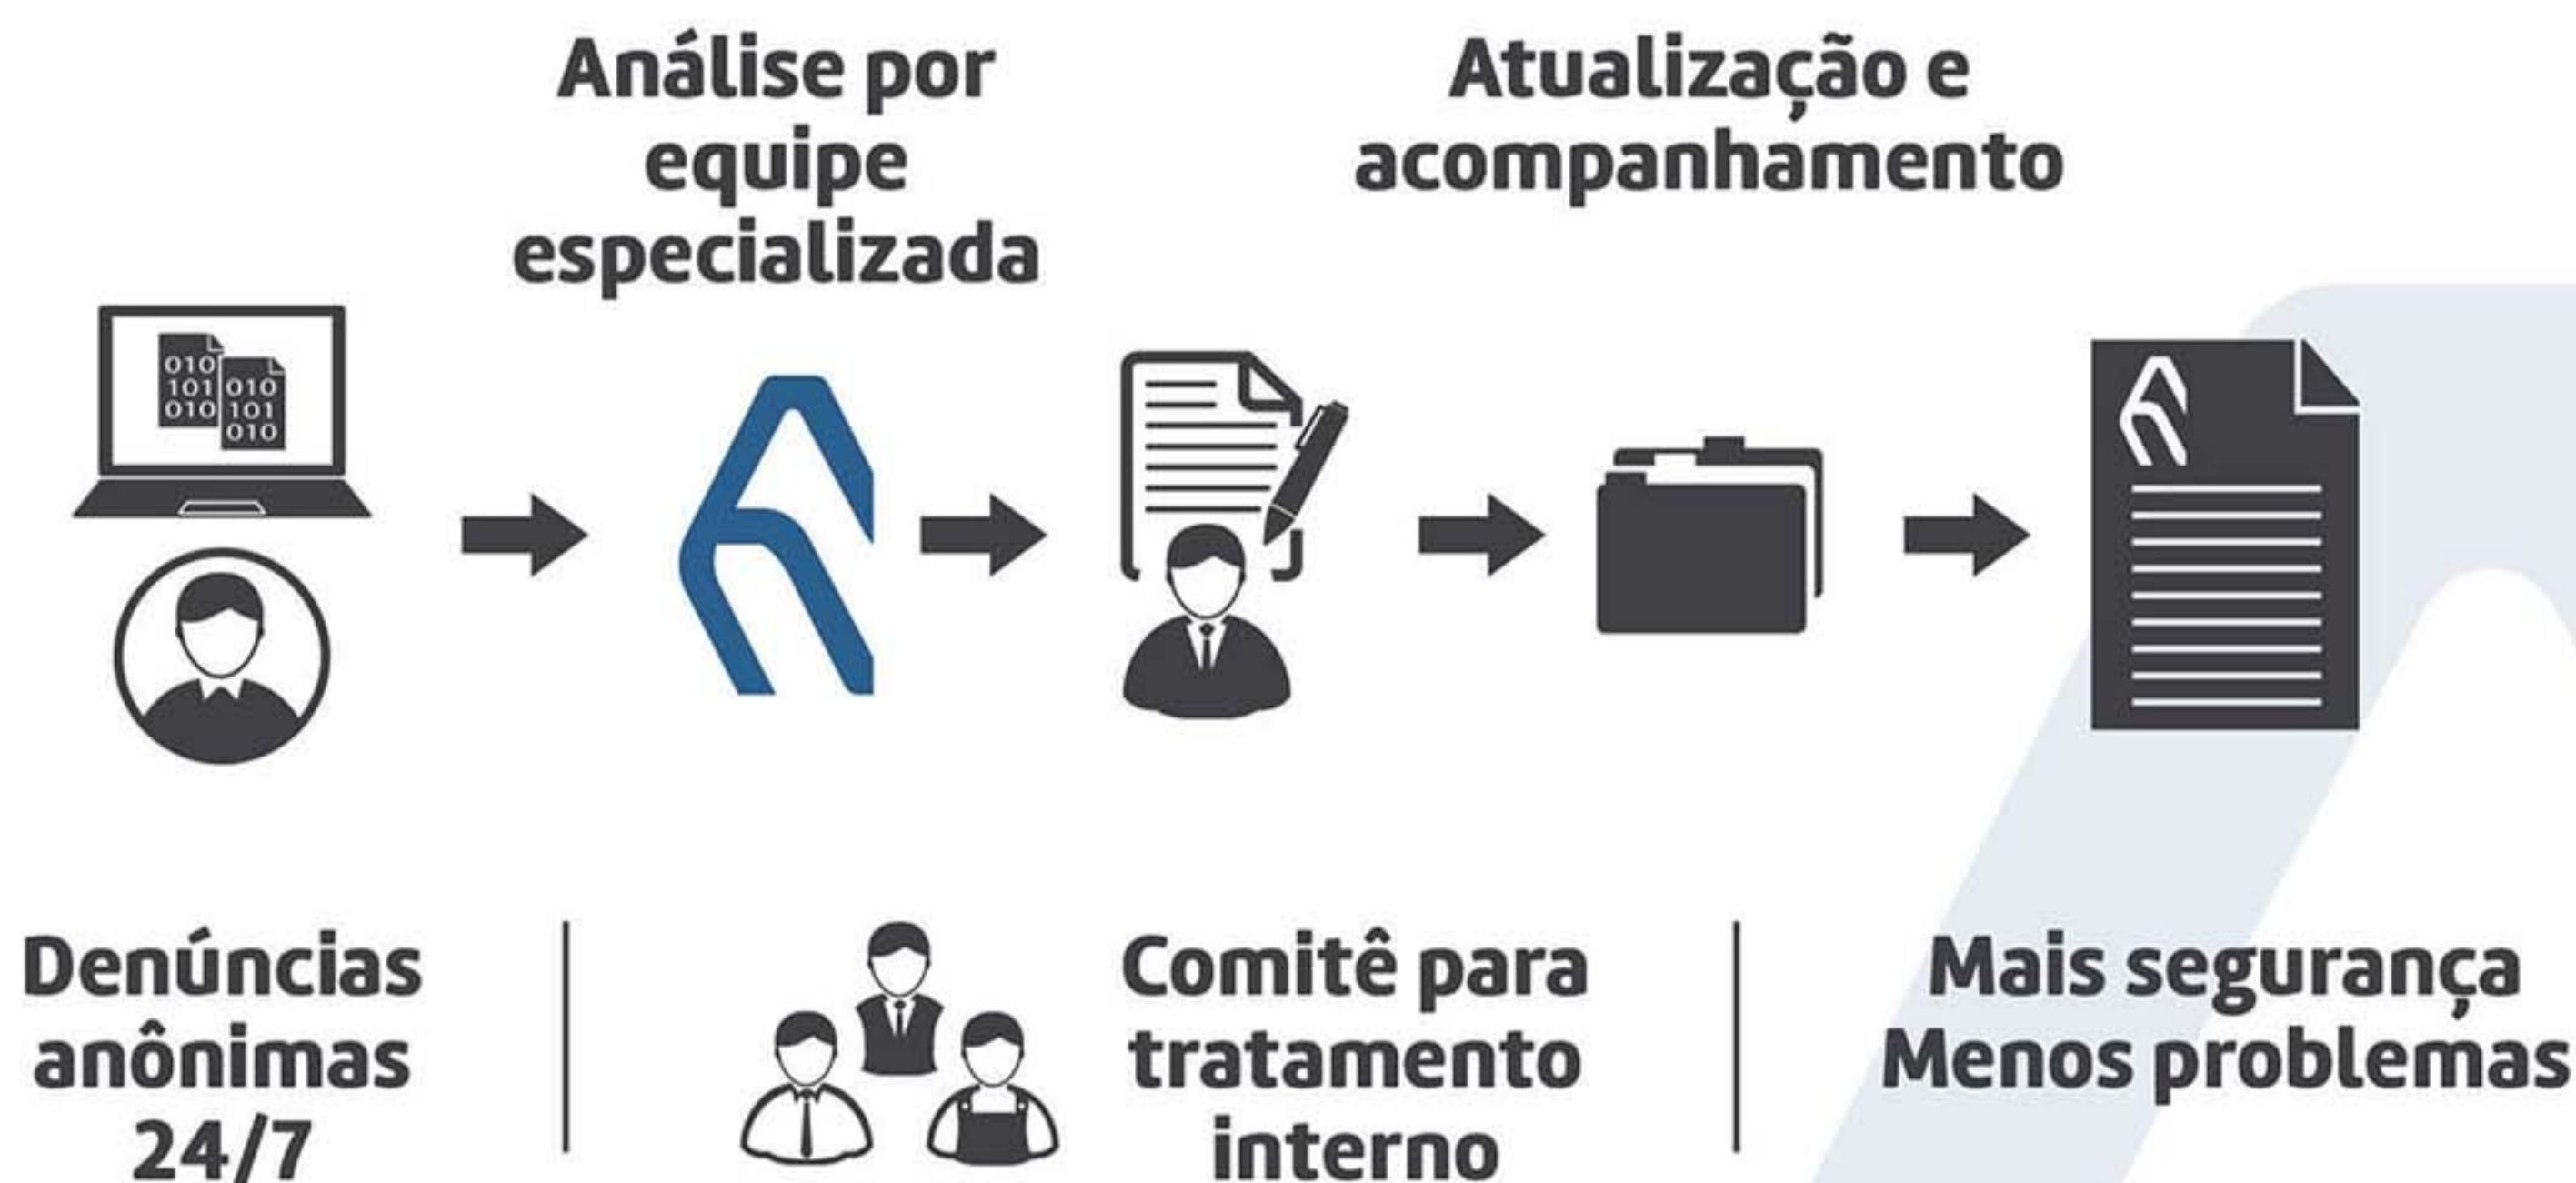 Análise por
equipe
especializada
Atualização e
acompanhamento
010
101
010
010
101
010
Denúncias
anônimas
24/7
Comitê para
tratamento
interno
Mais segurança
Menos problemas